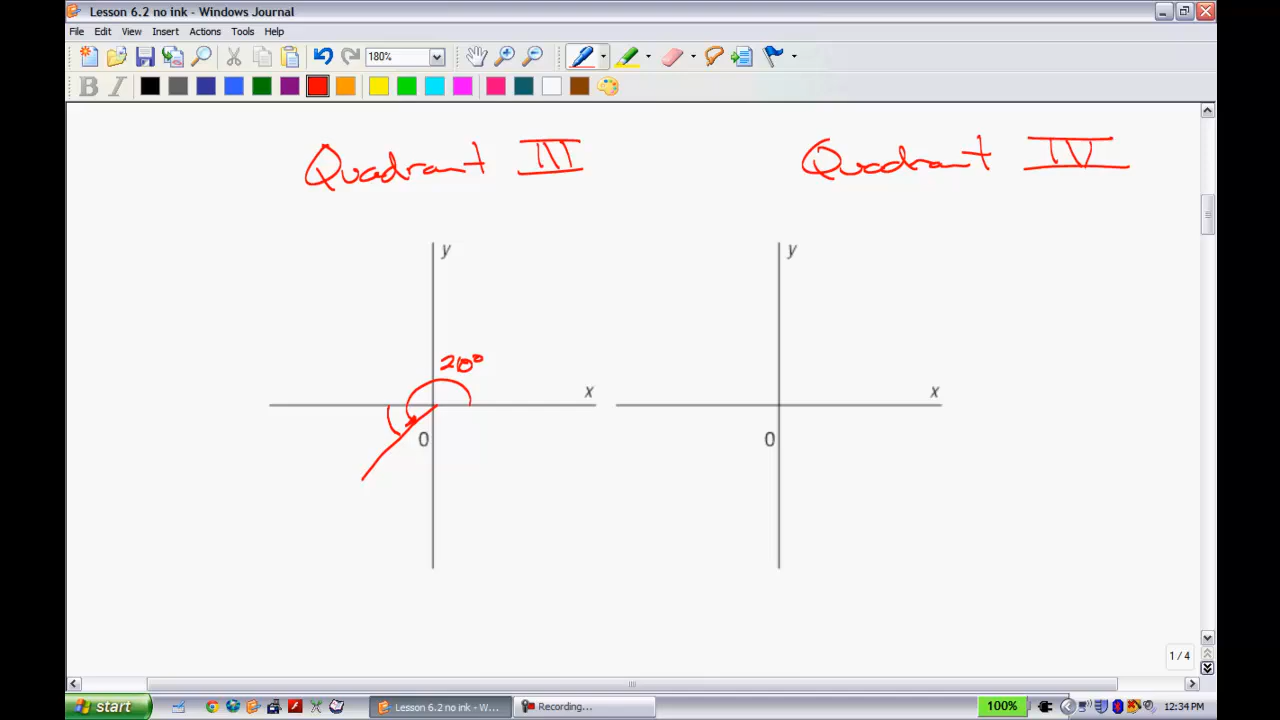 Lesson 6.2 no ink - Windows Journal
File Edit View Insert Actions Tools Help
180%
B I
Quadrant III Quadrant IV
y y
210°
x x
0 0
1 / 4
start Lesson 6.2 no ink - W... Recording... 100% 12:34 PM